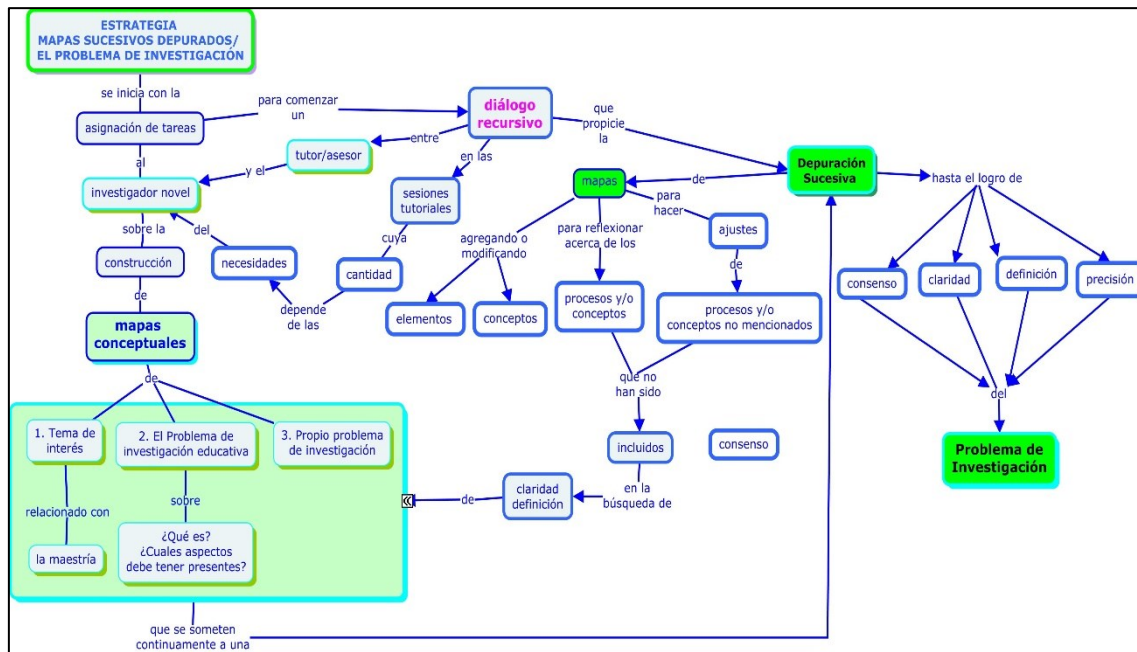 ESTRATEGIA
MAPAS SUCESIVOS DEPURADOS/
EL PROBLEMA DE INVESTIGACIÓN
se inicia con la
asignación de tareas
al
investigador novel
sobre la
construcción
de
mapas
conceptuales
de
1. Tema de
interés
relacionado con
la maestría
2. El Problema de
investigación educativa
sobre
¿Qué es?
¿Cuales aspectos
debe tener presentes?
3. Propio problema
de investigación
que se someten
continuamente a una
para comenzar
un
diálogo
recursivo
entre
tutor/asesor
y el
en las
sesiones
tutoriales
cuya
cantidad
depende
de las
necesidades
del
que
propicie
la
Depuración
Sucesiva
de
mapas
agregando o
modificando
elementos
conceptos
para reflexionar
acerca de los
procesos y/o
conceptos
para
hacer
ajustes
de
procesos y/o
conceptos no mencionados
que no
han sido
incluidos
en la
búsqueda de
claridad
definición
de
consenso
hasta el logro de
consenso
claridad
definición
precisión
del
Problema de
Investigación